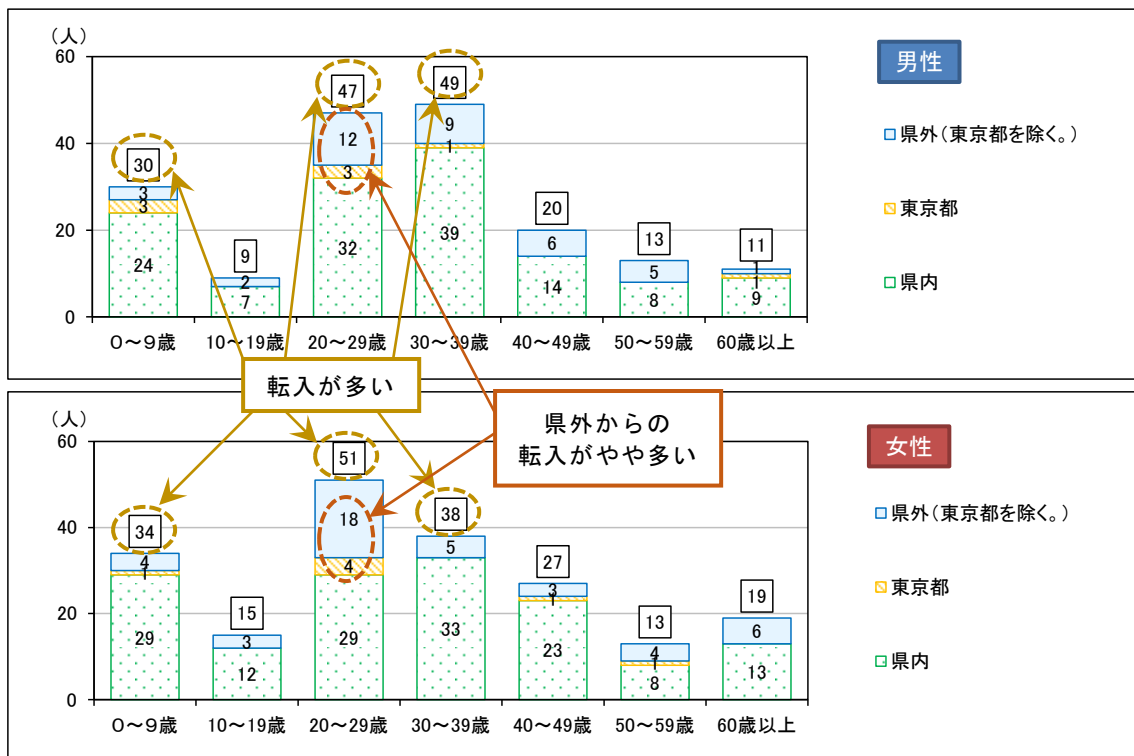 (人)
男性
60
40
20
0
30
3
3
24
9
2
7
47
12
3
32
49
9
1
39
20
6
14
13
5
8
11
1
1
9
0～9歳
10～19歳
20～29歳
30～39歳
40～49歳
50～59歳
60歳以上
県外(東京都を除く。)
東京都
県内
転入が多い
県外からの
転入がやや多い
(人)
女性
60
40
20
0
34
4
1
29
15
3
12
51
18
4
29
38
5
33
27
3
1
23
13
4
1
8
19
6
13
0～9歳
10～19歳
20～29歳
30～39歳
40～49歳
50～59歳
60歳以上
県外(東京都を除く。)
東京都
県内